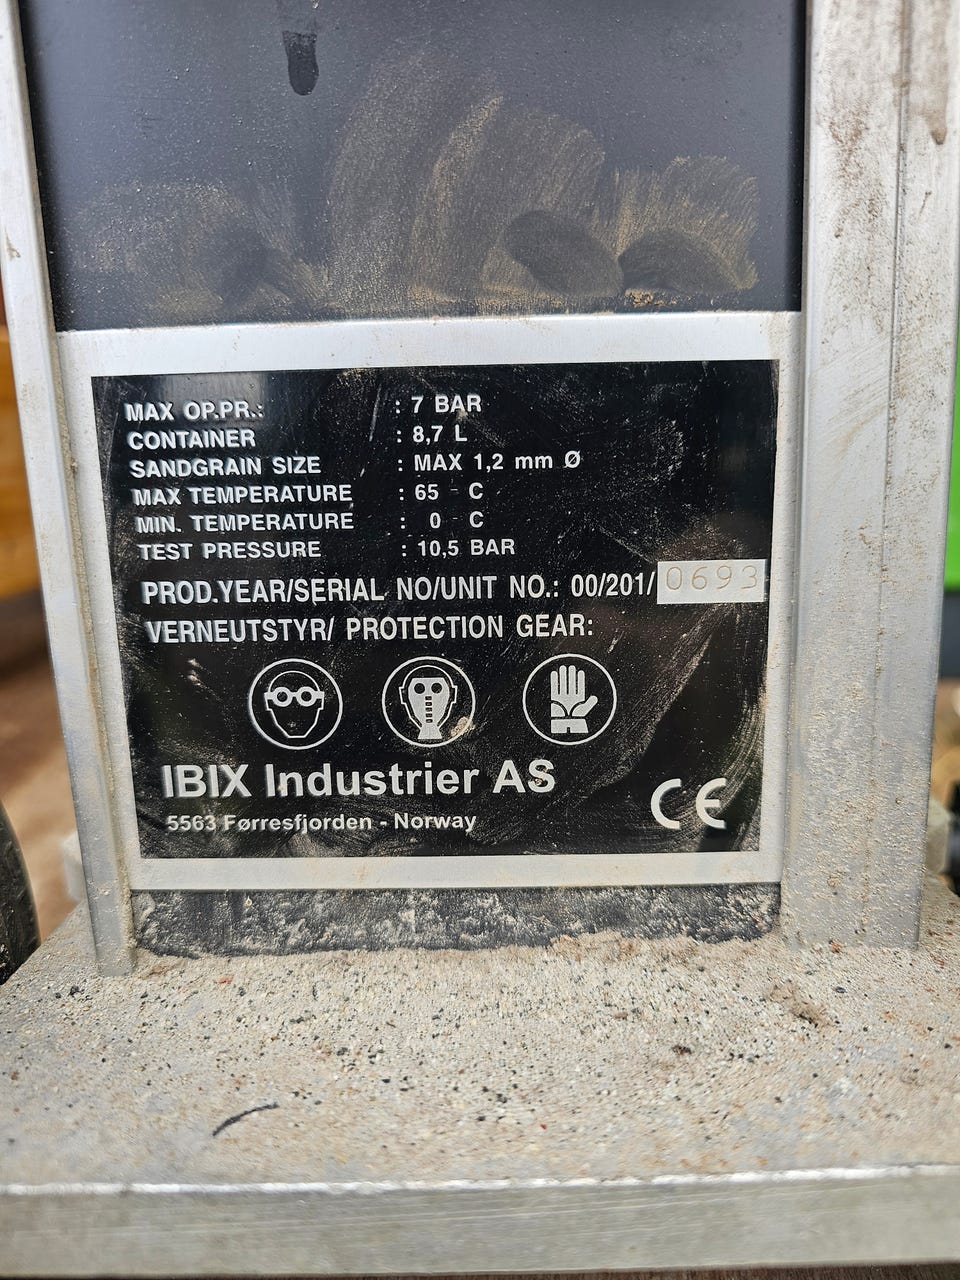 MAX OP.PR.: : 7 BAR
CONTAINER : 8,7 L
SANDGRAIN SIZE : MAX 1,2 mm Ø
MAX TEMPERATURE : 65 - C
MIN. TEMPERATURE : 0 - C
TEST PRESSURE : 10,5 BAR
PROD.YEAR/SERIAL NO/UNIT NO.: 00/201/0693
VERNEUTSTYR/ PROTECTION GEAR:
IBIX Industrier AS
5563 Førresfjorden - Norway
CE